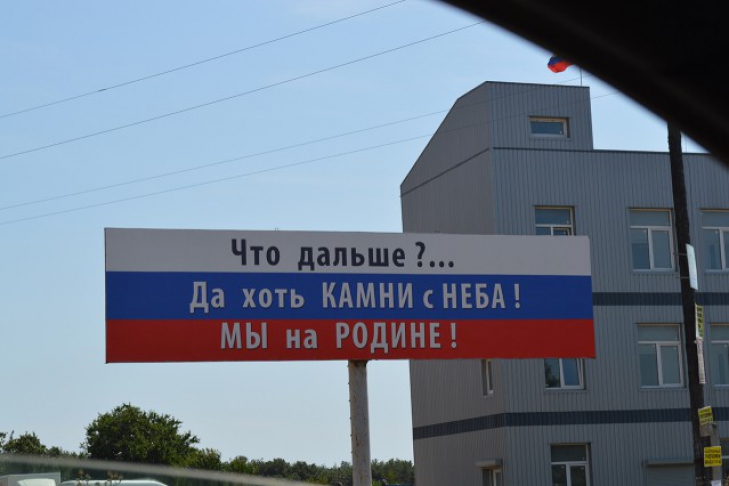 Что дальше ?...
Да хоть КАМНИ с НЕБА !
МЫ на РОДИНЕ !